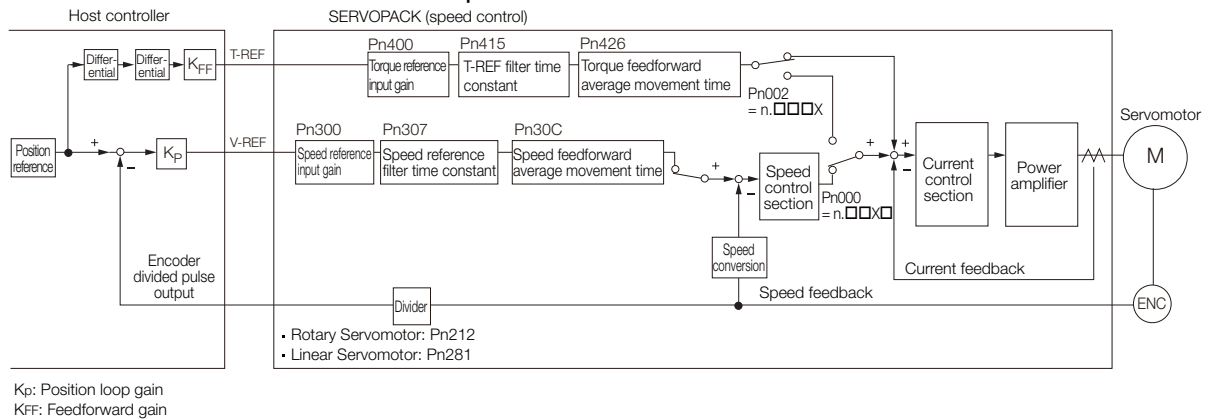 Host controller
SERVOPACK (speed control)
Differ-
ential
Differ-
ential
KFF
T-REF
Pn400
Torque reference
input gain
Pn415
T-REF filter time
constant
Pn426
Torque feedforward
average movement time
Pn002
= n.□□□X
Servomotor
M
Position
reference
+
−
KP
V-REF
Pn300
Speed reference
input gain
Pn307
Speed reference
filter time constant
Pn30C
Speed feedforward
average movement time
+
−
Speed
control
section
Pn000
= n.□□X□
+
+
+
−
Current
control
section
Power
amplifier
Speed
conversion
Current feedback
Encoder
divided pulse
output
Divider
Speed feedback
ENC
▪ Rotary Servomotor: Pn212
▪ Linear Servomotor: Pn281
KP: Position loop gain
KFF: Feedforward gain